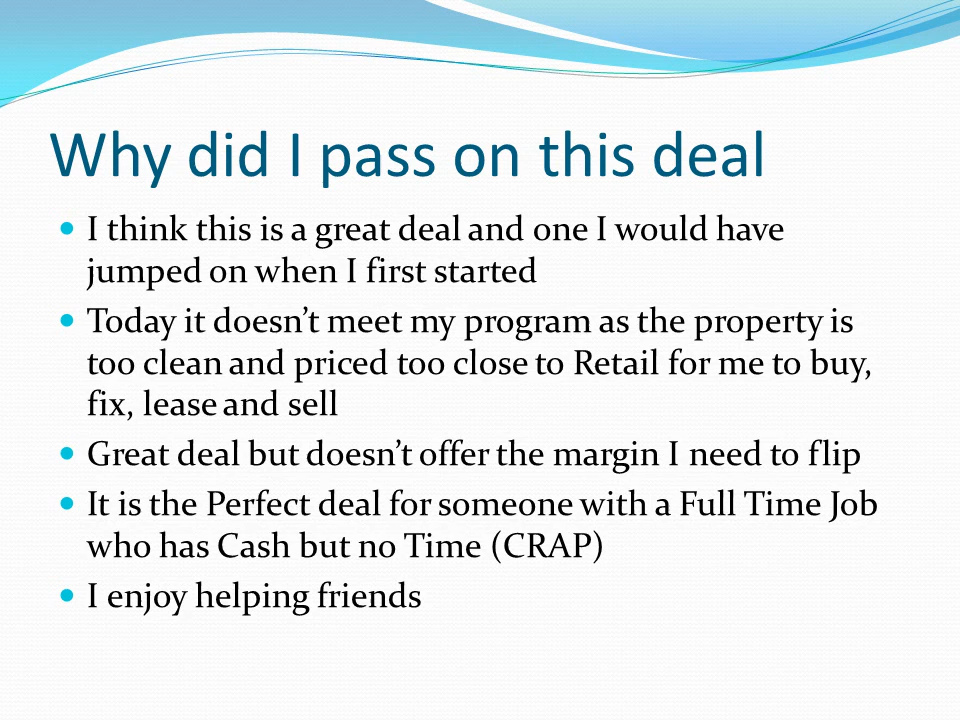 Why did I pass on this deal
• I think this is a great deal and one I would have
jumped on when I first started
• Today it doesn’t meet my program as the property is
too clean and priced too close to Retail for me to buy,
fix, lease and sell
• Great deal but doesn’t offer the margin I need to flip
• It is the Perfect deal for someone with a Full Time Job
who has Cash but no Time (CRAP)
• I enjoy helping friends